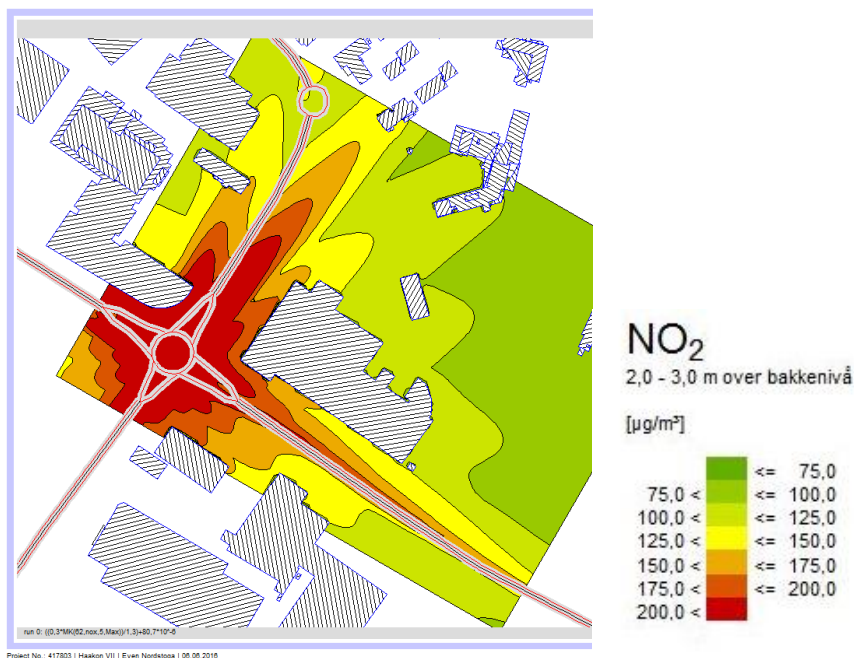 NO₂
2,0 - 3,0 m over bakkenivå
[µg/m³]
<= 75,0
75,0 < <= 100,0
100,0 < <= 125,0
125,0 < <= 150,0
150,0 < <= 175,0
175,0 < <= 200,0
200,0 <
run 0: ((0,3*MK(62,nox,5,Max))/1,3)+80,7*10^-6
Project No.: 417803 | Haakon VII | Even Nordstoga | 06.06.2016